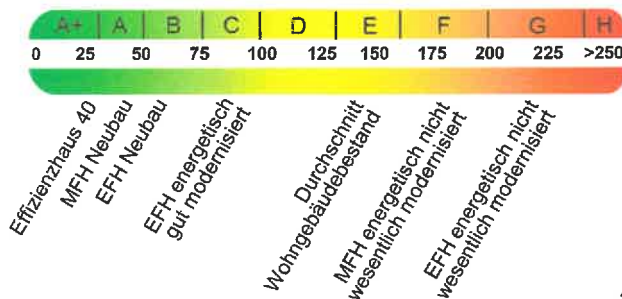 A+ A B C D E F G H
0 25 50 75 100 125 150 175 200 225 >250
Effizienzhaus 40
MFH Neubau
EFH Neubau
EFH energetisch
gut modernisiert
Durchschnitt
Wohngebäudebestand
MFH energetisch nicht
wesentlich modernisiert
EFH energetisch nicht
wesentlich modernisiert